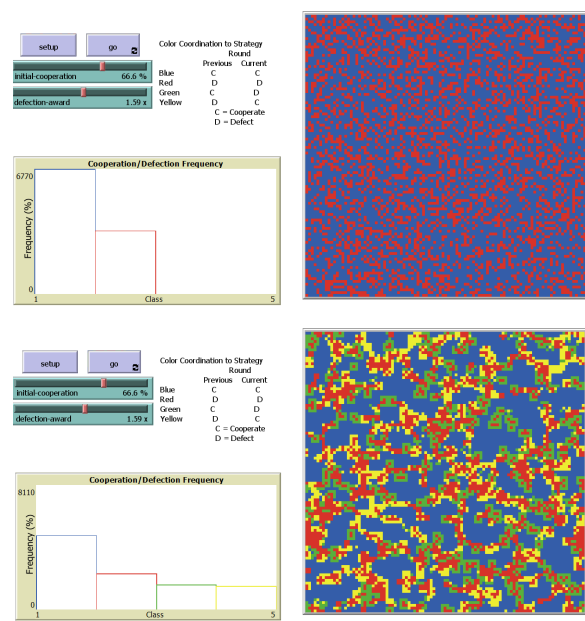 setup go
initial-cooperation 66.6 %
defection-award 1.59 x
Color Coordination to Strategy
Round
Previous Current
Blue C C
Red D D
Green C D
Yellow D C
C = Cooperate
D = Defect
Cooperation/Defection Frequency
6770
Frequency (%)
0
1 Class 5
setup go
initial-cooperation 66.6 %
defection-award 1.59 x
Color Coordination to Strategy
Round
Previous Current
Blue C C
Red D D
Green C D
Yellow D C
C = Cooperate
D = Defect
Cooperation/Defection Frequency
8110
Frequency (%)
0
1 Class 5